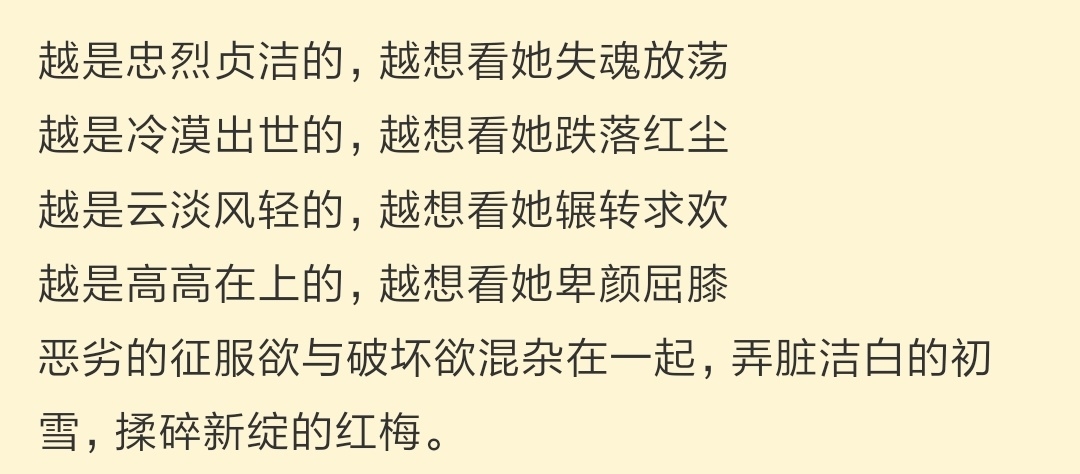 越是忠烈贞洁的，越想看她失魂放荡
越是冷漠出世的，越想看她跌落红尘
越是云淡风轻的，越想看她辗转求欢
越是高高在上的，越想看她卑颜屈膝
恶劣的征服欲与破坏欲混杂在一起，弄脏洁白的初
雪，揉碎新绽的红梅。